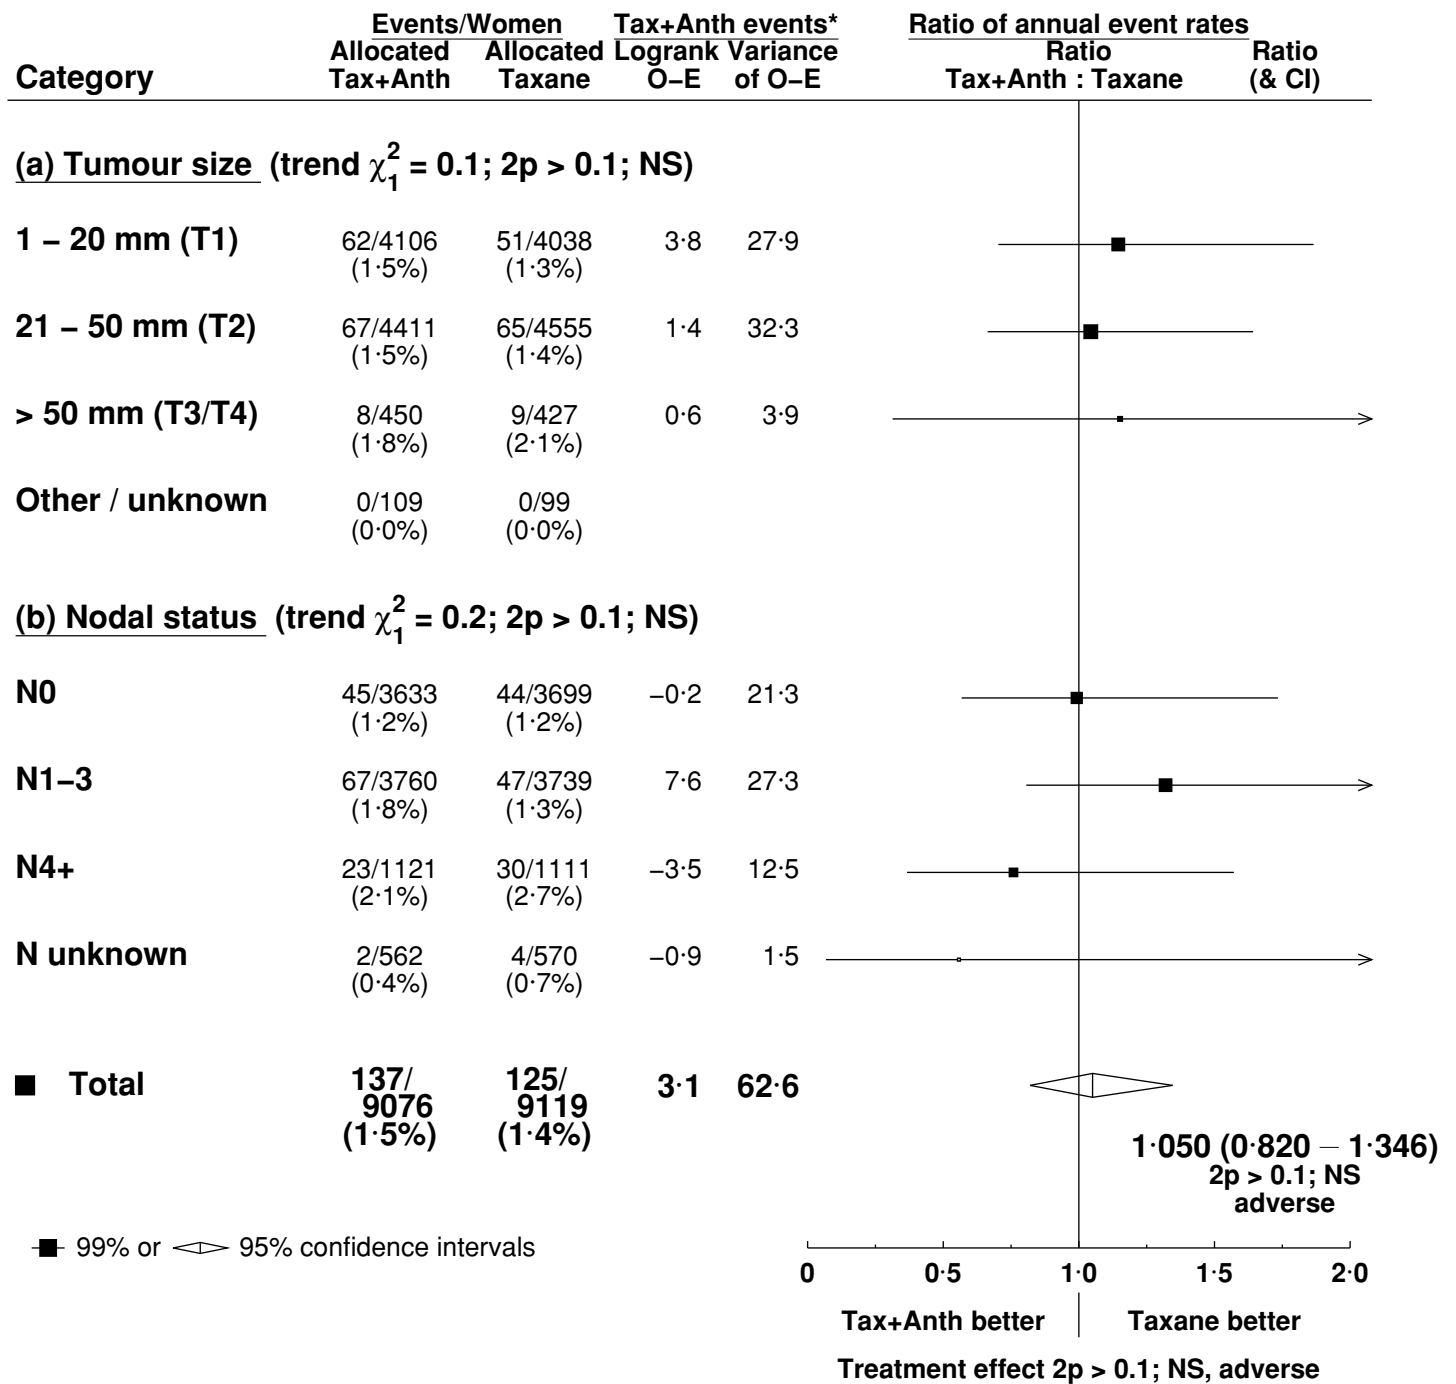 Events/Women Tax+Anth events* Ratio of annual event rates
Allocated Allocated Logrank Variance Ratio Ratio
Category Tax+Anth Taxane O–E of O–E Tax+Anth : Taxane (& CI)
(a) Tumour size (trend χ²₁ = 0.1; 2p > 0.1; NS)
1 – 20 mm (T1) 62/4106 51/4038 3·8 27·9
(1·5%) (1·3%)
21 – 50 mm (T2) 67/4411 65/4555 1·4 32·3
(1·5%) (1·4%)
> 50 mm (T3/T4) 8/450 9/427 0·6 3·9
(1·8%) (2·1%)
Other / unknown 0/109 0/99
(0·0%) (0·0%)
(b) Nodal status (trend χ²₁ = 0.2; 2p > 0.1; NS)
N0 45/3633 44/3699 –0·2 21·3
(1·2%) (1·2%)
N1–3 67/3760 47/3739 7·6 27·3
(1·8%) (1·3%)
N4+ 23/1121 30/1111 –3·5 12·5
(2·1%) (2·7%)
N unknown 2/562 4/570 –0·9 1·5
(0·4%) (0·7%)
Total 137/ 125/ 3·1 62·6
9076 9119
(1·5%) (1·4%)
1·050 (0·820 – 1·346)
2p > 0.1; NS
adverse
99% or 95% confidence intervals
0 0·5 1·0 1·5 2·0
Tax+Anth better Taxane better
Treatment effect 2p > 0.1; NS, adverse